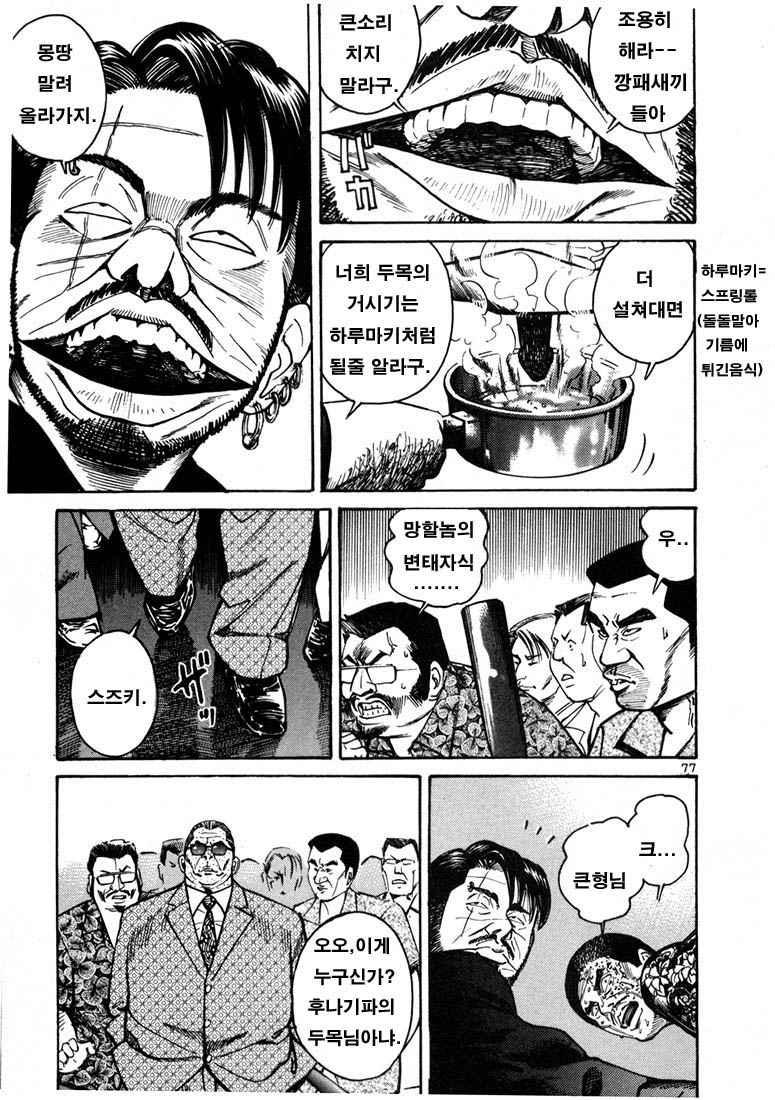 조용히
해라--
깡패새끼
들아
큰소리
치지
말라구.
ガカ
몽땅
말려
올라가지.
더
설쳐대면
너희 두목의
거시기는
하루마키처럼
될줄 알라구.
하루마키=
스프링롤
(돌돌말아
기름에
튀긴음식)
우..
망할놈의
변태자식
.......
스즈키.
ザッ
77
크...
큰형님
오오,이게
누구신가?
후나기파의
두목님아냐.